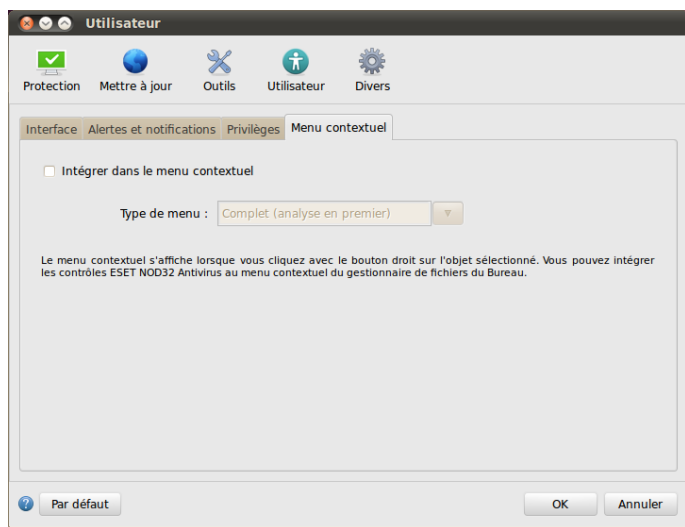 Utilisateur
Protection Mettre à jour Outils Utilisateur Divers
Interface Alertes et notifications Privilèges Menu contextuel
Intégrer dans le menu contextuel
Type de menu : Complet (analyse en premier)
Le menu contextuel s'affiche lorsque vous cliquez avec le bouton droit sur l'objet sélectionné. Vous pouvez intégrer
les contrôles ESET NOD32 Antivirus au menu contextuel du gestionnaire de fichiers du Bureau.
? Par défaut OK Annuler